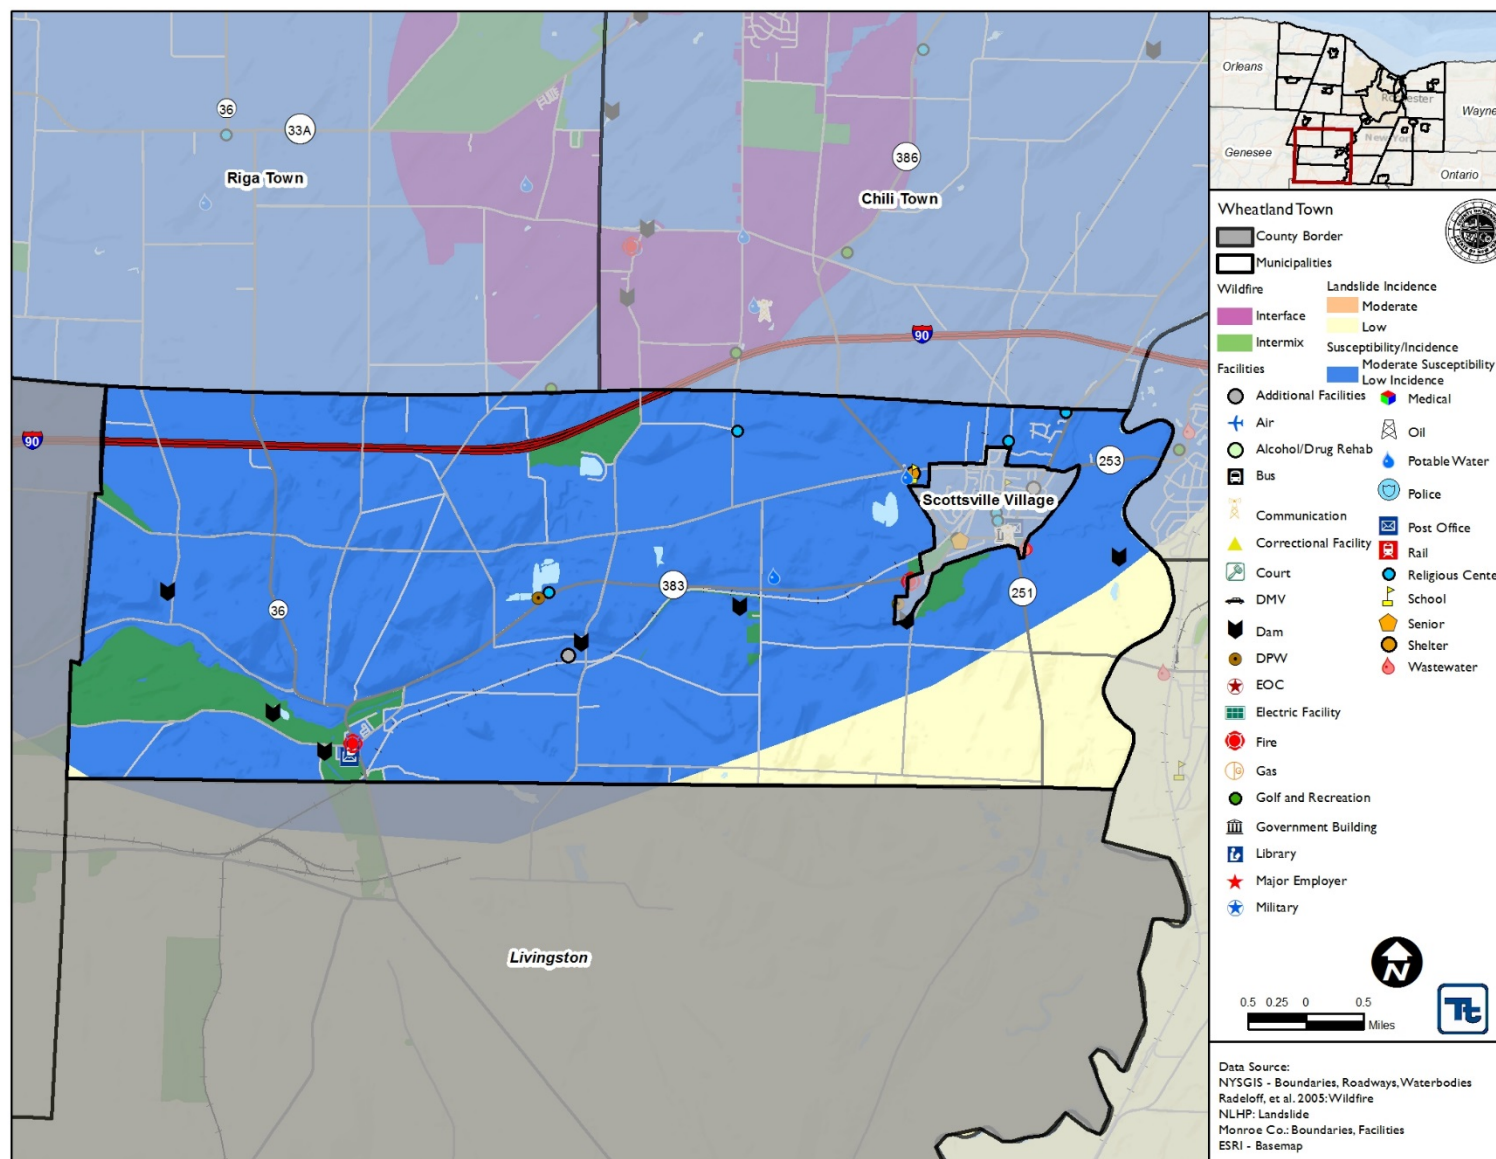 36
33A
Riga Town
386
Chili Town
90
90
253
Scottsville Village
383
36
251
Livingston
Orleans
Rochester
Wayne
New York
Genesee
Ontario
Wheatland Town
County Border
Municipalities
Wildfire
Interface
Intermix
Landslide Incidence
Moderate
Low
Susceptibility/Incidence
Moderate Susceptibility
Low Incidence
Facilities
Additional Facilities
Air
Alcohol/Drug Rehab
Bus
Communication
Correctional Facility
Court
DMV
Dam
DPW
EOC
Electric Facility
Fire
Gas
Golf and Recreation
Government Building
Library
Major Employer
Military
Medical
Oil
Potable Water
Police
Post Office
Rail
Religious Cente
School
Senior
Shelter
Wastewater
N
0.5 0.25 0 0.5
Miles
Tt
Data Source:
NYSGIS - Boundaries, Roadways, Waterbodies
Radeloff, et al. 2005: Wildfire
NLHP: Landslide
Monroe Co.: Boundaries, Facilities
ESRI - Basemap